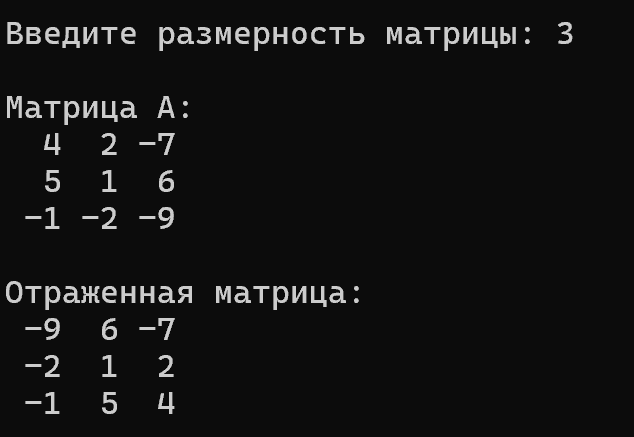 Введите размерность матрицы: 3
Матрица A:
4 2 -7
5 1 6
-1 -2 -9
Отраженная матрица:
-9 6 -7
-2 1 2
-1 5 4